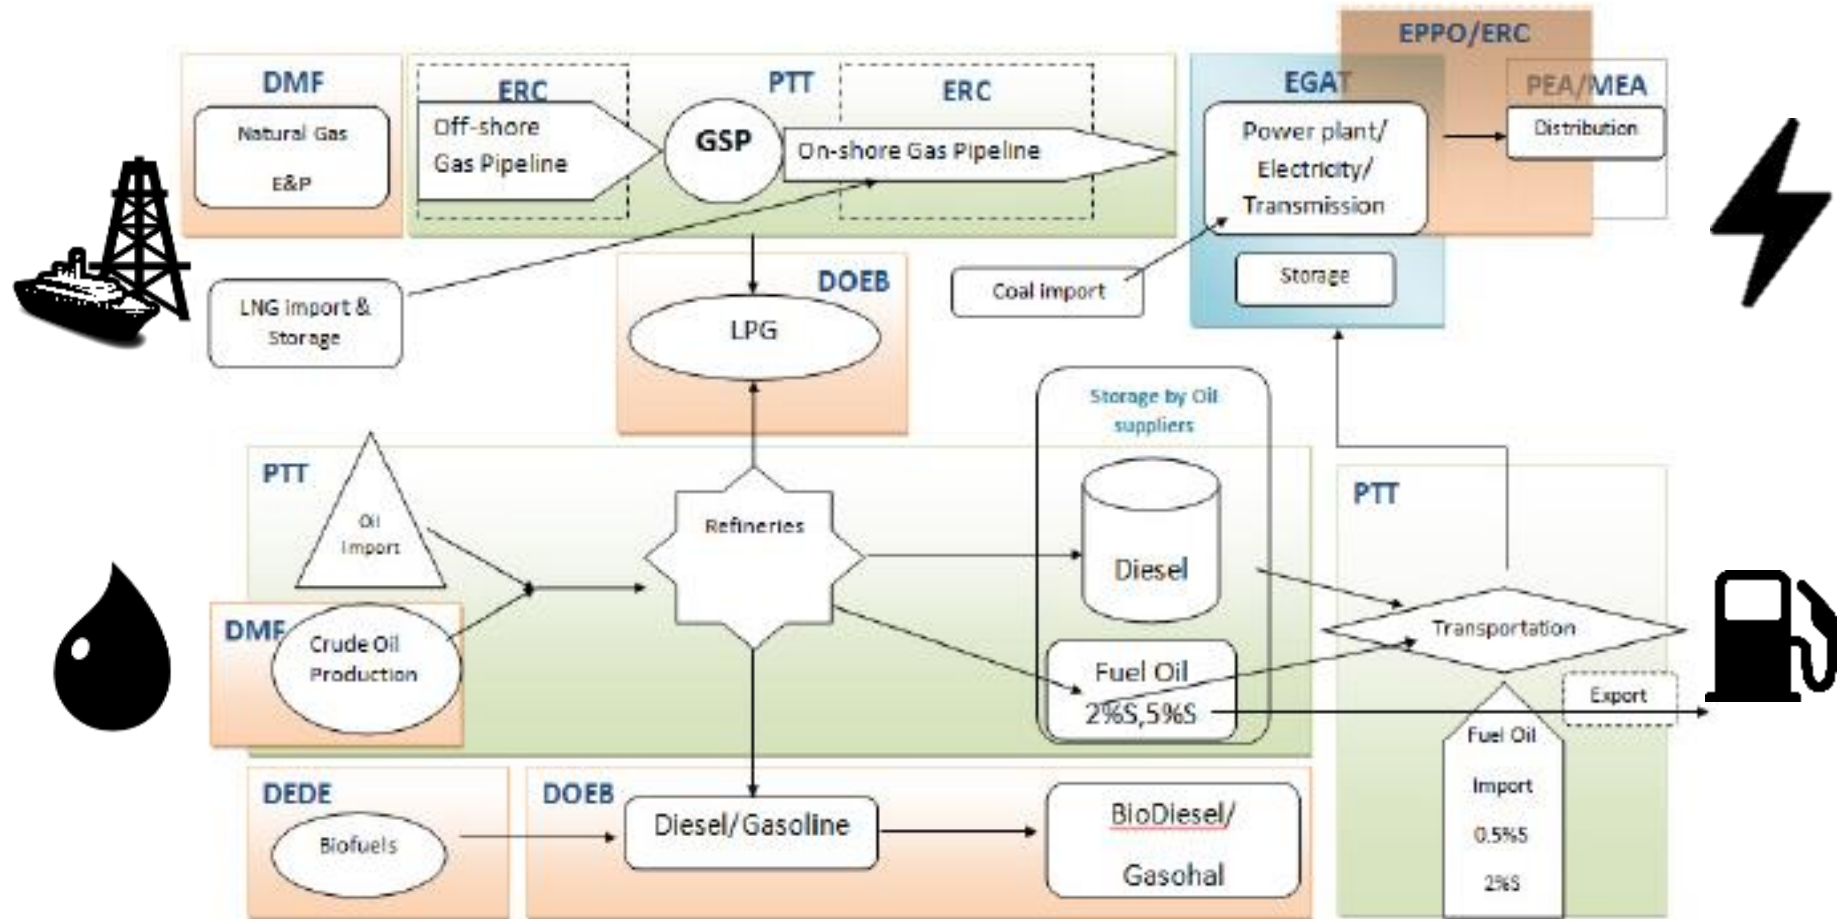 EPPO/ERC
DMF
ERC
PTT
ERC
EGAT
PEA/MEA
Natural Gas
E&P
Off-shore
Gas Pipeline
GSP
On-shore Gas Pipeline
Power plant/
Electricity/
Transmission
Distribution
LNG import &
Storage
DOEB
LPG
Coal import
Storage
Storage by Oil
suppliers
PTT
Oil
Import
Refineries
Diesel
PTT
DMF
Crude Oil
Production
Transportation
Fuel Oil
2%S,5%S
Export
Fuel Oil
Import
0.5%S
2%S
DEDE
Biofuels
DOEB
Diesel/Gasoline
BioDiesel/
Gasohal